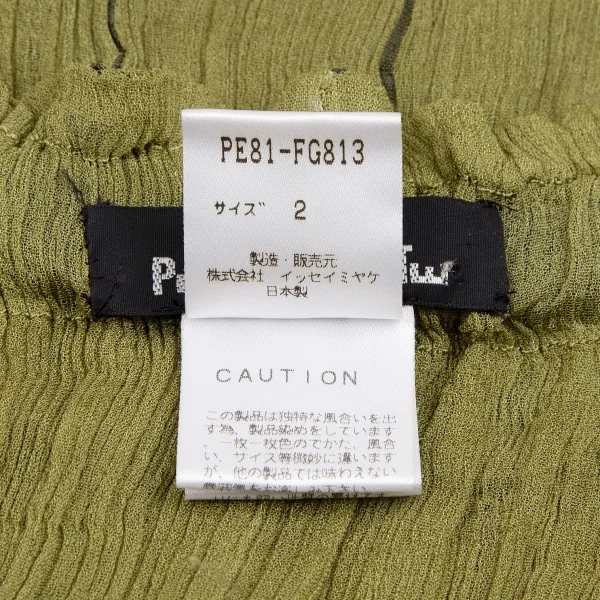 PE81-FG813
サイズ 2
製造・販売元
株式会社 イッセイミヤケ
日本製
CAUTION
この製品は独特な風合いを出
す為、製品染めをしています
。一枚一枚色のでかた、風合
い、サイズ等微妙に違います
が、他の製品では味わえない